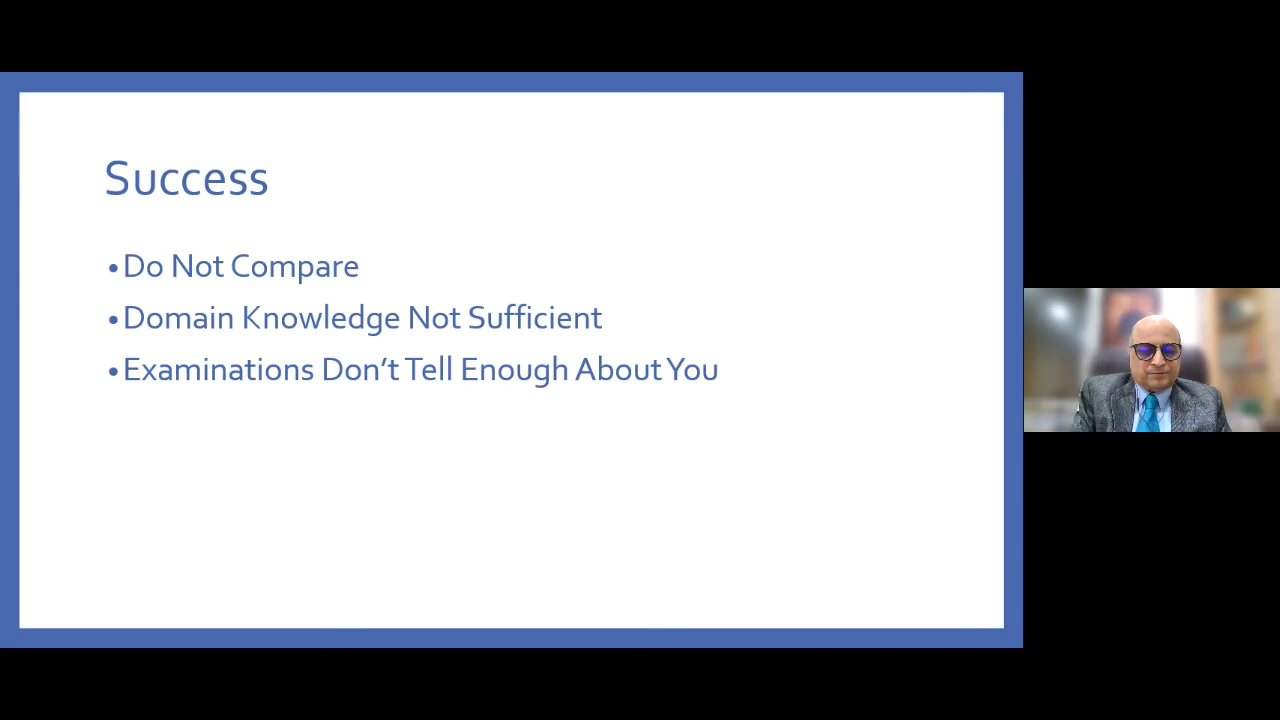 Success
•Do Not Compare
•Domain Knowledge Not Sufficient
•Examinations Don’t Tell Enough About You